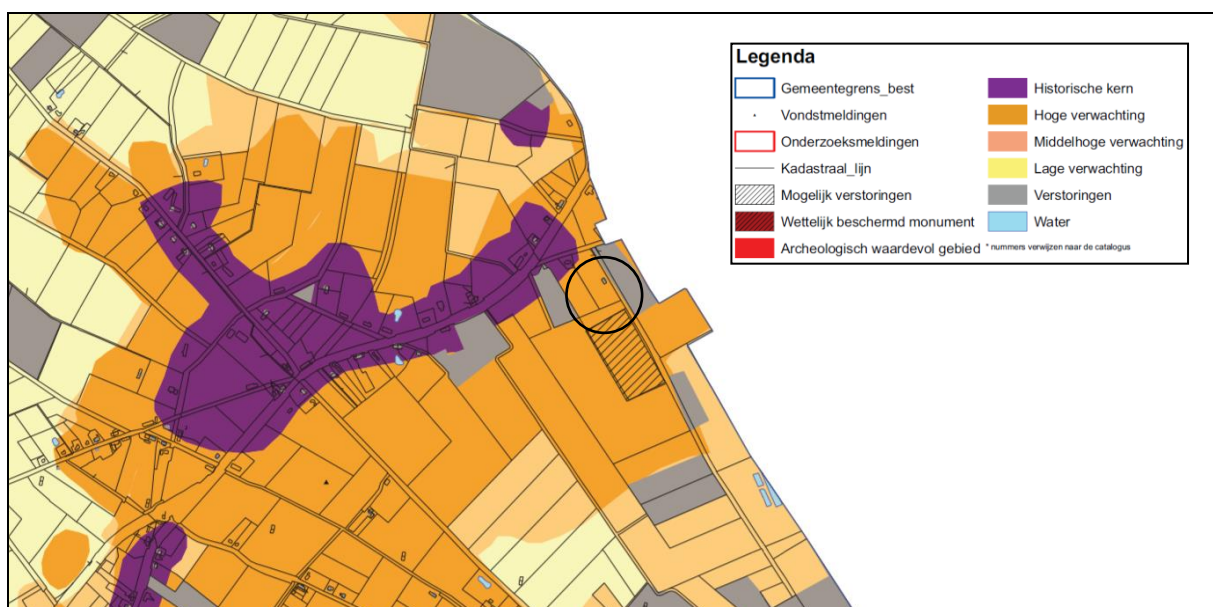 Legenda
Gemeentegrens_best
Vondstmeldingen
Onderzoeksmeldingen
Kadastraal_lijn
Mogelijk verstoringen
Wettelijk beschermd monument
Archeologisch waardevol gebied
Historische kern
Hoge verwachting
Middelhoge verwachting
Lage verwachting
Verstoringen
Water
* nummers verwijzen naar de catalogus